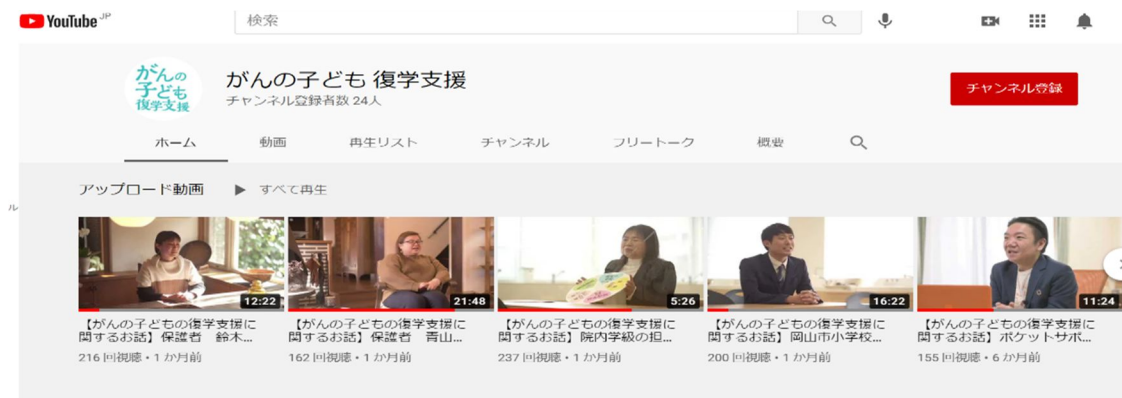 YouTube JP
検索
がんの
子ども
復学支援
がんの子ども 復学支援
チャンネル登録者数 24人
チャンネル登録
ホーム 動画 再生リスト チャンネル フリートーク 概要
アップロード動画 ▶ すべて再生
ル
12:22
【がんの子どもの復学支援に
関するお話】保護者 鈴木...
216 回視聴・1 か月前
21:48
【がんの子どもの復学支援に
関するお話】保護者 青山...
162 回視聴・1 か月前
5:26
【がんの子どもの復学支援に
関するお話】院内学級の担...
237 回視聴・1 か月前
16:22
【がんの子どもの復学支援に
関するお話】岡山市小学校...
200 回視聴・1 か月前
11:24
【がんの子どもの復学支援に
関するお話】ポケットサポ...
155 回視聴・6 か月前